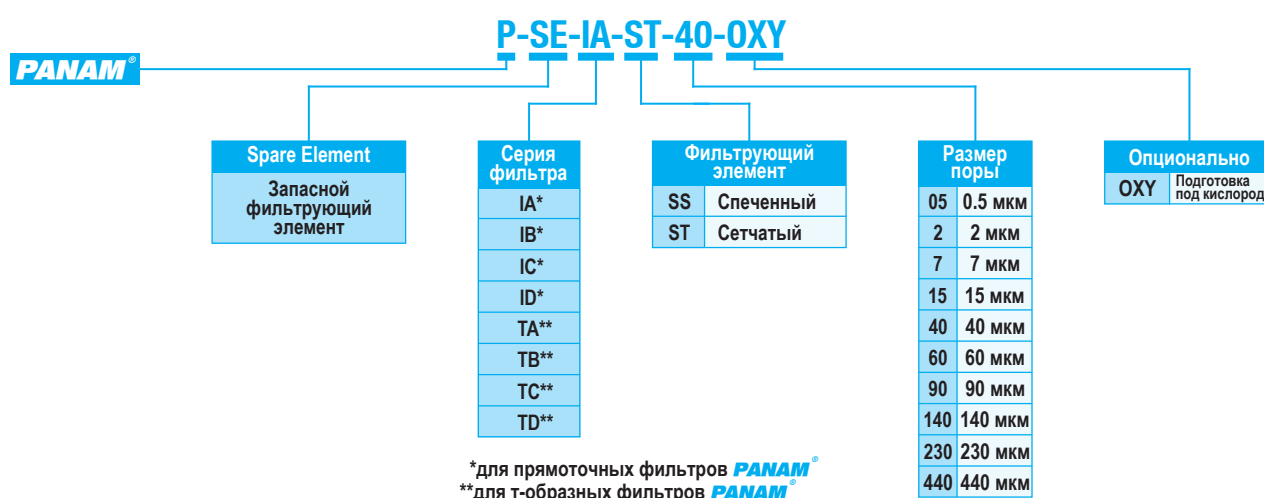 P-SE-IA-ST-40-OXY
PANAM®
Spare Element
Запасной
фильтрующий
элемент
Серия
фильтра
IA*
IB*
IC*
ID*
TA**
TB**
TC**
TD**
Фильтрующий
элемент
SS Спеченный
ST Сетчатый
Размер
поры
05 0.5 мкм
2 2 мкм
7 7 мкм
15 15 мкм
40 40 мкм
60 60 мкм
90 90 мкм
140 140 мкм
230 230 мкм
440 440 мкм
Опционально
OXY Подготовка
под кислород
*для прямоточных фильтров PANAM®
**для т-образных фильтров PANAM®